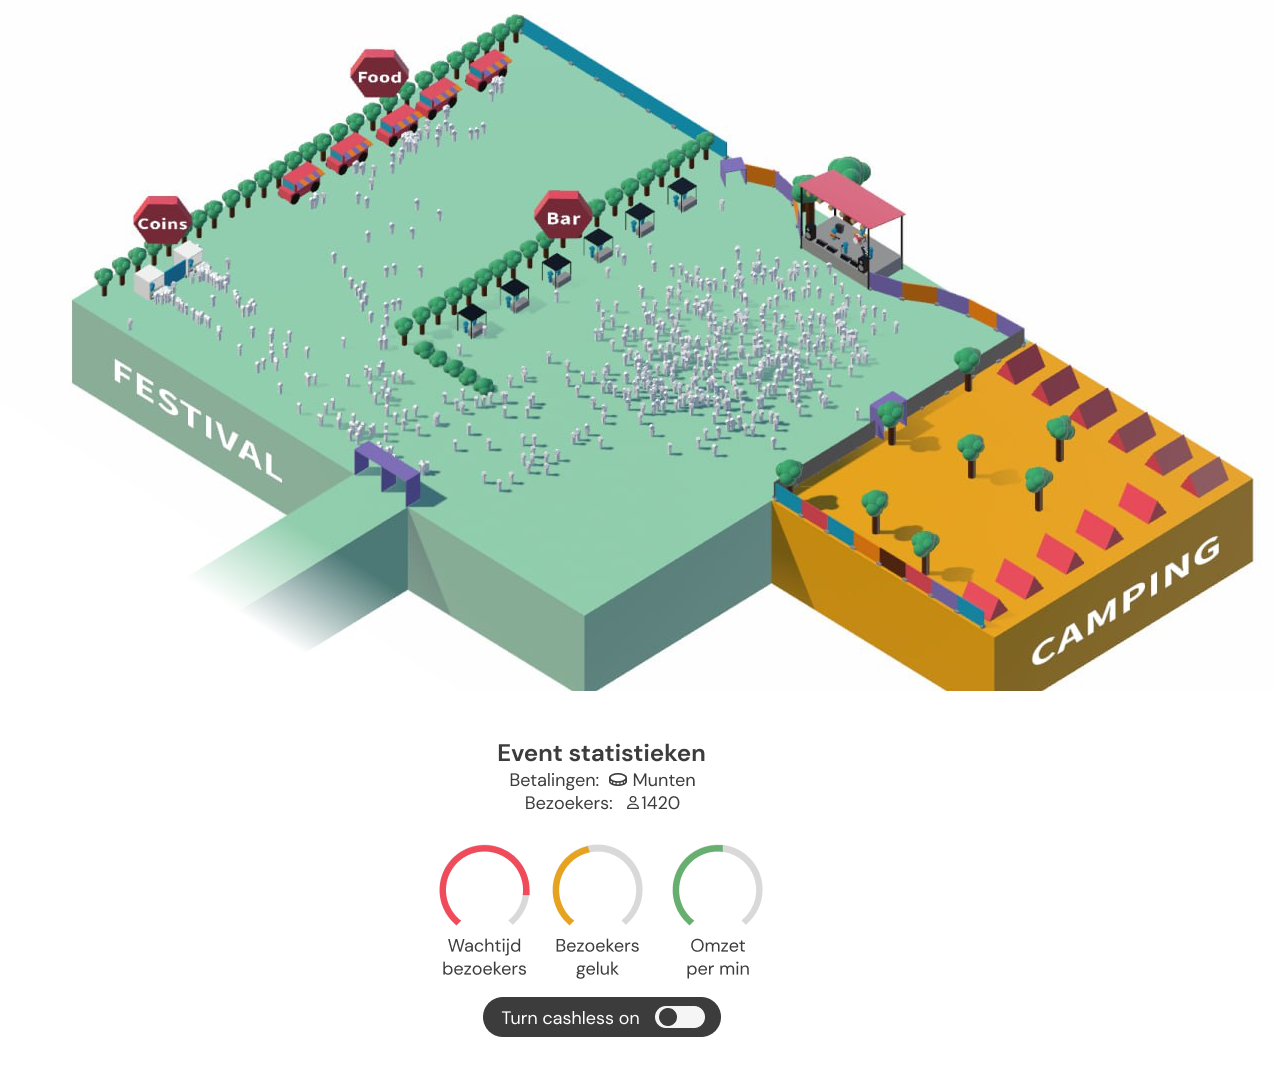 Food
Coins
Bar
FESTIVAL
CAMPING
Event statistieken
Betalingen: Munten
Bezoekers: 1420
Wachtijd
bezoekers
Bezoekers
geluk
Omzet
per min
Turn cashless on